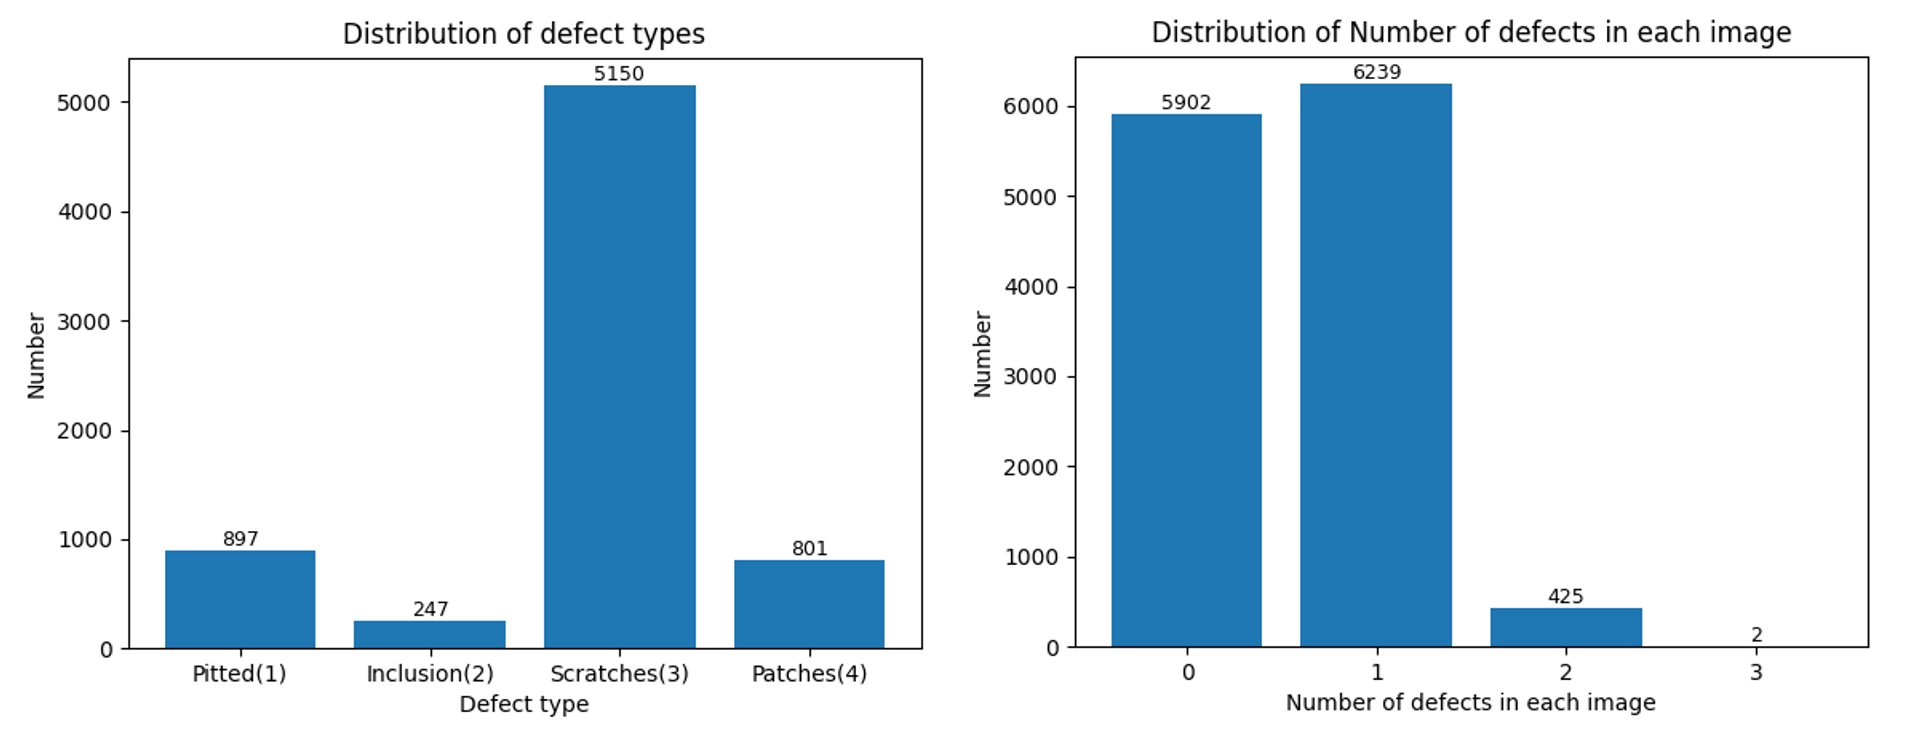 Distribution of defect types
5150
5000
4000
3000
2000
1000
0
Number
897
247
801
Pitted(1) Inclusion(2) Scratches(3) Patches(4)
Defect type
Distribution of Number of defects in each image
6239
5902
6000
5000
4000
3000
2000
1000
0
Number
425
2
0 1 2 3
Number of defects in each image